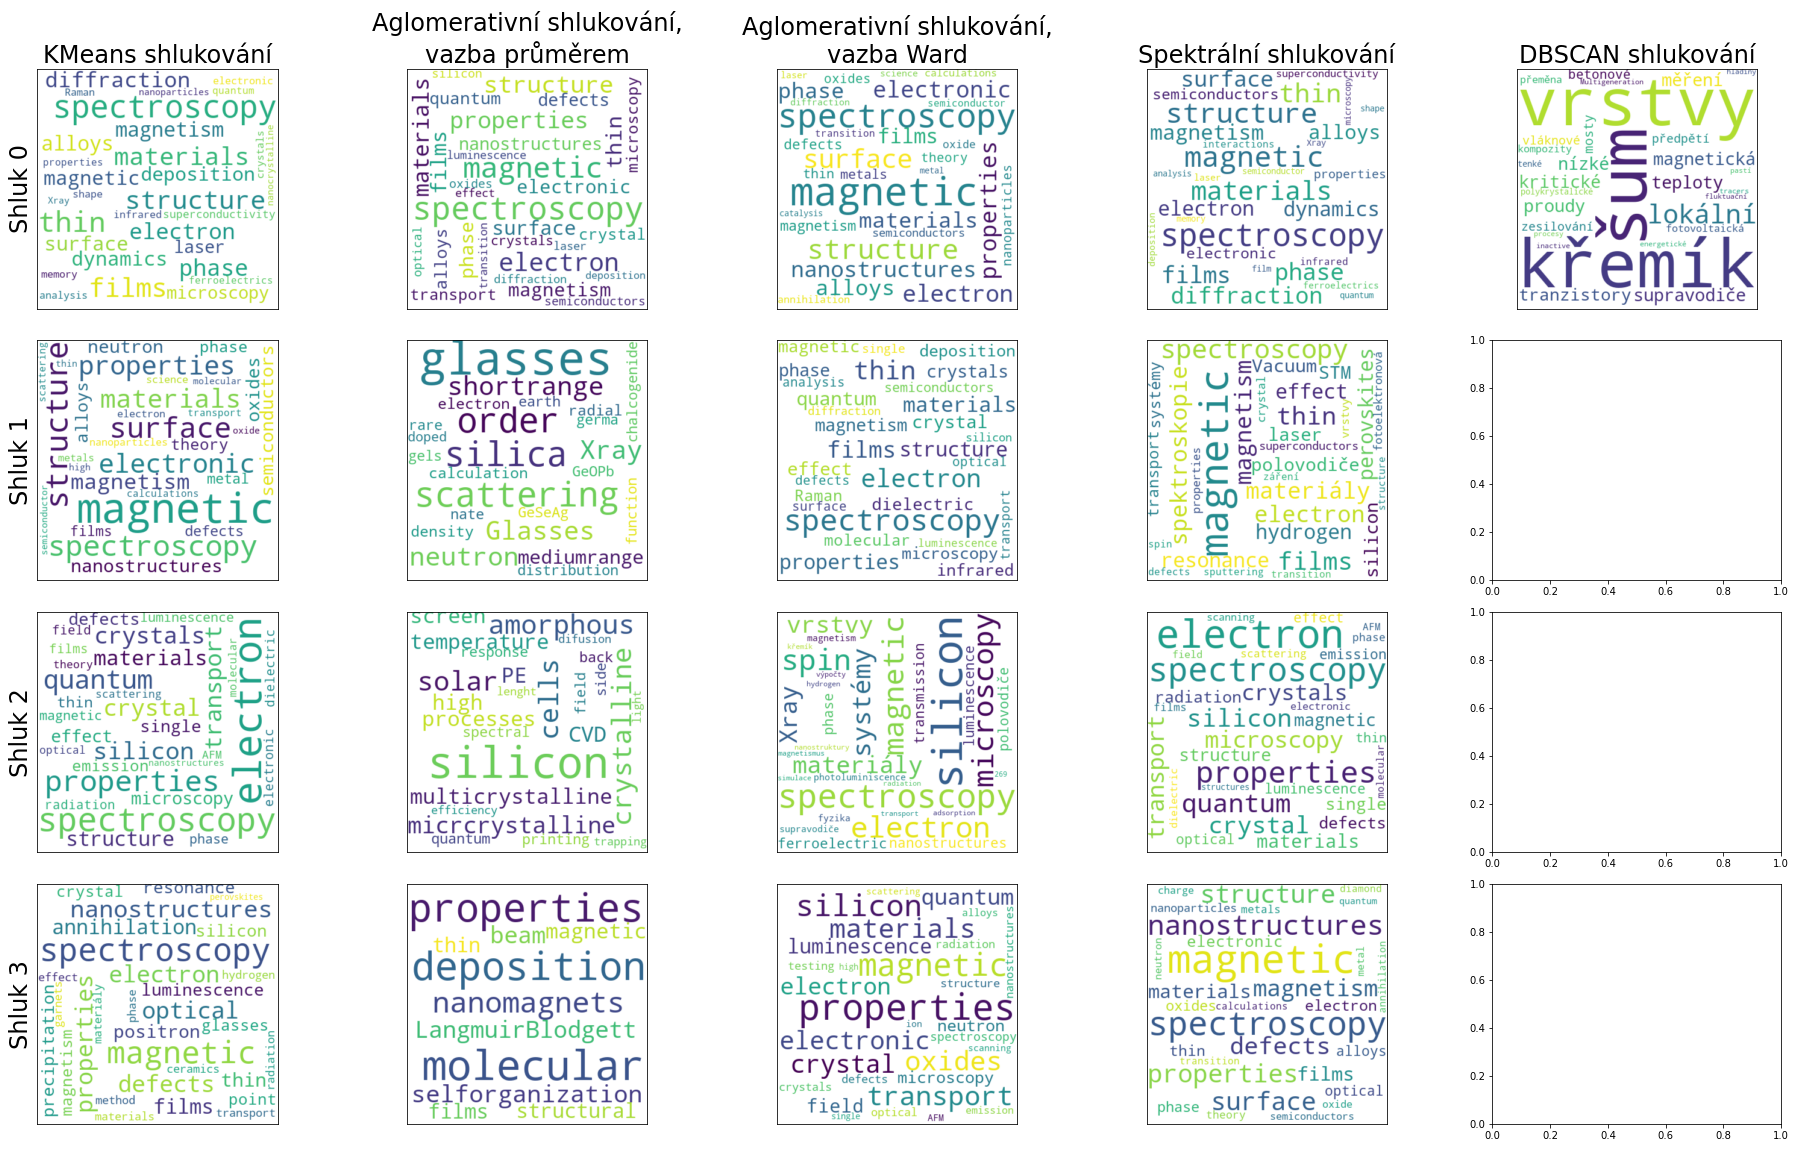 KMeans shlukování
Aglomerativní shlukování,
vazba průměrem
Aglomerativní shlukování,
vazba Ward
Spektrální shlukování
DBSCAN shlukování
Shluk 0
diffraction electronic
Raman nanoparticles quantum
spectroscopy
magnetism
alloys
materials
properties
magnetic deposition
crystals
nanocrystalline
shape
Xray structure
infrared superconductivity
thin
electron
surface laser
dynamics
phase
memory ferroelectrics
analysis films microscopy
silicon
structure
materials
quantum defects
microscopy
properties
thin
films
nanostructures
luminescence
magnetic
oxides electronic
effect
spectroscopy
optical
alloys
phase
transition
surface
crystals laser crystal
electron
diffraction deposition
transport magnetism
semiconductors
laser oxides science calculations
phase electronic
diffraction semiconductor
spectroscopy
transition films
defects oxide
surface theory
thin metals metal
properties
nanoparticles
magnetic
catalysis
magnetism materials
semiconductors
structure
nanostructures
alloys
annihilation electron
surface superconductivity
semiconductors thin
microscopy
structure shape
magnetism alloys
interactions Xray
magnetic
analysis laser semiconductor properties
materials
electron dynamics
memory
deposition
spectroscopy
electronic infrared
films film phase
ferroelectrics
diffraction quantum
přeměna betonové měření hladiny
Multigeneration
vrstvy
vláknové mosty předpětí
kompozity
tenké nízké
šum
magnetická
pasti
kritické teploty
polykrystalické tracers
fluktuační
proudy lokální
zesilování fotovoltaická
procesy
inactive energetické
křemík
tranzistory supravodiče
Shluk 1
scattering
thin
structure
neutron phase
properties
science molecular
alloys
materials
oxides
semiconductors
electron transport
surface oxide
nanoparticles theory
metals
high electronic
magnetism metal
calculations
semiconductor
magnetic
films defects
spectroscopy
nanostructures
glasses
shortrange
chalcogenide
electron earth radial
rare order germa
doped
gels silica Xray
calculation GeOPb
scattering
nate GeSeAg
function
density Glasses
neutron mediumrange
distribution
magnetic single deposition
phase thin crystals
analysis semiconductors
quantum materials
diffraction
magnetism crystal
silicon
films structure
effect optical
defects electron
Raman
surface dielectric
transport
spectroscopy
molecular luminescence
microscopy
properties infrared
spectroscopy
transport systémy
spektroskopie
properties
magnetic
magnetism
Vacuum STM
crystal
effect
thin
vrstvy
perovskites
fotoelektronová
structure
laser
superconductors
polovodiče
záření
materiály
electron
hydrogen
silicon
spin
resonance films
defects sputtering transition
1.0
0.8
0.6
0.4
0.2
0.0
0.0 0.2 0.4 0.6 0.8 1.0
Shluk 2
defects luminescence
field crystals
films
theory materials
transport
molecular
electron
dielectric
quantum
scattering
thin crystal
magnetic
single
effect
optical silicon AFM
emission nanostructures
electronic
properties
radiation microscopy
spectroscopy
structure phase
screen
amorphous
temperature difusion
response back
solar PE
cells
field
side
crystalline
light
lenght
high
processes
spectral CVD
silicon
multicrystalline
efficiency
micrcrystalline
quantum printing trapping
vrstvy
magnetism
křemík
spin
výpočty
hydrogen
Xray
phase
systémy
magnetic
transmission
silicon
luminescence
microscopy
polovodiče
nanostruktury
magnetismus
materiály
simulace photoluminiscence
269
radiation
spectroscopy
transport adsorption
fyzika
supravodiče electron
ferroelectric nanostructures
scanning effect
AFM
electron phase
field scattering emission
spectroscopy
radiation crystals
films electronic
silicon magnetic
transport
microscopy thin
structure
dielectric
molecular
properties
structures luminescence
quantum single
crystal defects
optical materials
1.0
0.8
0.6
0.4
0.2
0.0
0.0 0.2 0.4 0.6 0.8 1.0
Shluk 3
crystal resonance
perovskites
nanostructures
annihilation silicon
spectroscopy
electron hydrogen
effect
precipitation
garnets
magnetism
properties
materiály
phase
luminescence
optical
positron glasses
radiation
magnetic
ceramics
defects thin
method point
films
materials transport
properties
beam magnetic
thin
deposition
nanomagnets
LangmuirBlodgett
molecular
selforganization
films structural
scattering quantum
silicon alloys
materials
nanostructures
luminescence radiation
testing high magnetic
electron structure
properties
ion neutron
electronic spectroscopy
scanning
crystal oxides
defects microscopy
crystals transport
field optical emission
single AFM
charge structure diamond
quantum
nanoparticles metals
nanostructures
neutron
electronic
metal
annihilation
magnetic
materials magnetism
oxides calculations electron
spectroscopy
thin defects alloys
transition
properties films
optical
phase surface oxide
theory semiconductors
1.0
0.8
0.6
0.4
0.2
0.0
0.0 0.2 0.4 0.6 0.8 1.0